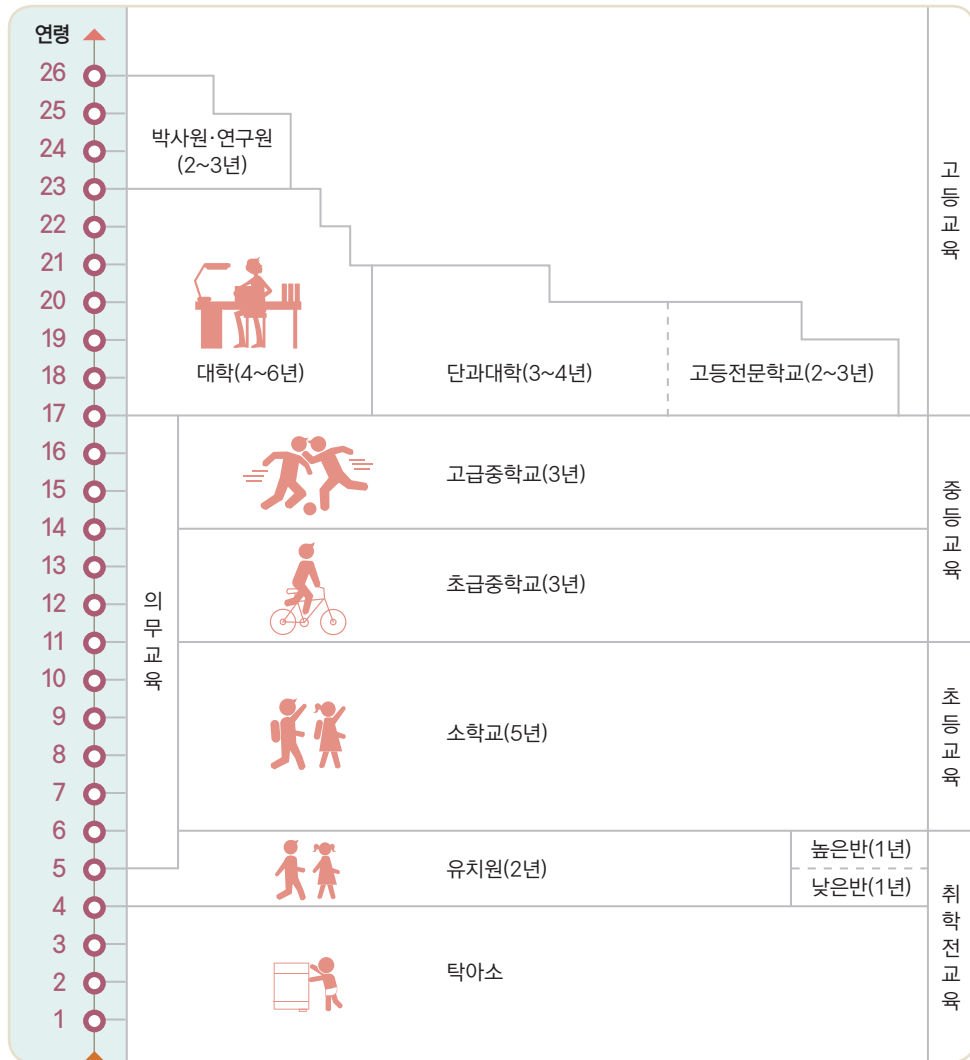 연령
26
25
24
23
22
21
20
19
18
17
16
15
14
13
12
11
10
9
8
7
6
5
4
3
2
1
박사원·연구원
(2~3년)
대학(4~6년)
단과대학(3~4년)
고등전문학교(2~3년)
고급중학교(3년)
초급중학교(3년)
소학교(5년)
유치원(2년)
높은반(1년)
낮은반(1년)
탁아소
의무교육
고등교육
중등교육
초등교육
취학전교육